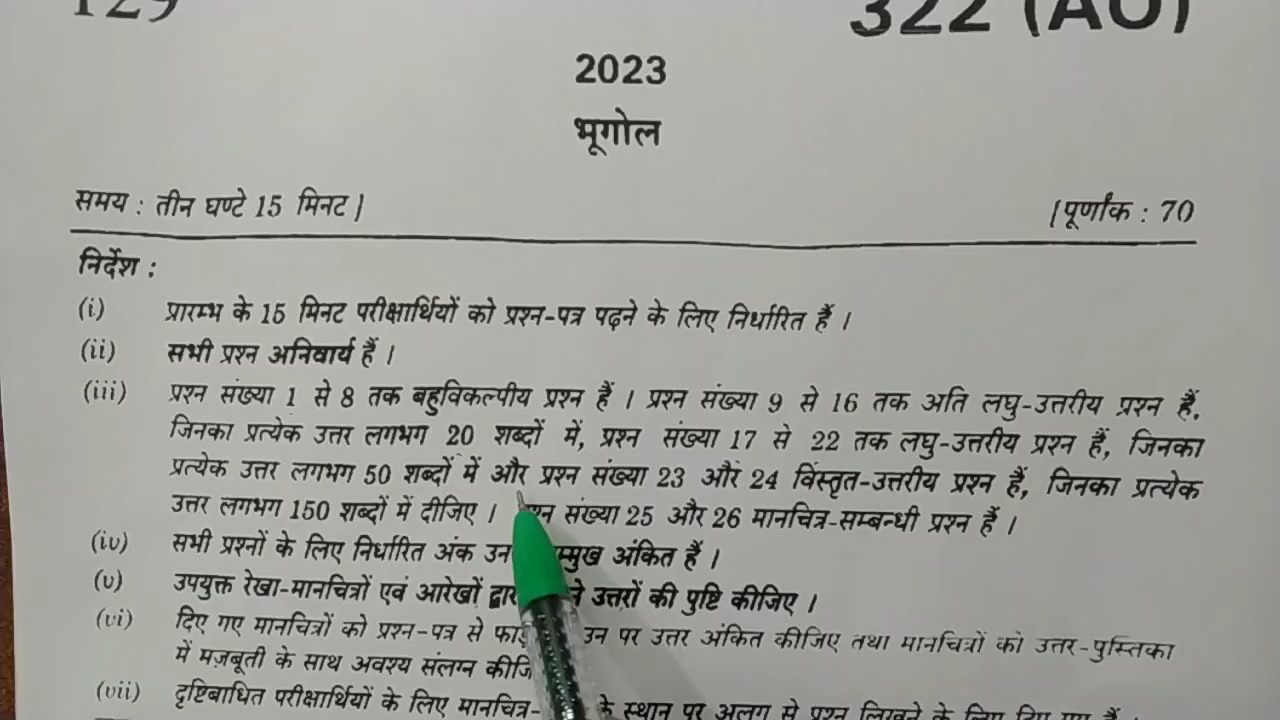 129
322 (AO)
2023
भूगोल
समय : तीन घण्टे 15 मिनट | | पूर्णांक : 70
निर्देश :
(i) प्रारम्भ के 15 मिनट परीक्षार्थियों को प्रश्न-पत्र पढ़ने के लिए निर्धारित हैं ।
(ii) सभी प्रश्न अनिवार्य हैं ।
(iii) प्रश्न संख्या 1 से 8 तक बहुविकल्पीय प्रश्न हैं । प्रश्न संख्या 9 से 16 तक अति लघु-उत्तरीय प्रश्न हैं,
जिनका प्रत्येक उत्तर लगभग 20 शब्दों में, प्रश्न संख्या 17 से 22 तक लघु-उत्तरीय प्रश्न हैं, जिनका
प्रत्येक उत्तर लगभग 50 शब्दों में और प्रश्न संख्या 23 और 24 विस्तृत-उत्तरीय प्रश्न हैं, जिनका प्रत्येक
उत्तर लगभग 150 शब्दों में दीजिए । संख्या 25 और 26 मानचित्र-सम्बन्धी प्रश्न हैं ।
(iv) सभी प्रश्नों के लिए निर्धारित अंक अंकित हैं ।
(v) उपयुक्त रेखा-मानचित्रों एवं आरेखों उत्तरों की पुष्टि कीजिए ।
(vi) दिए गए मानचित्रों को प्रश्न-पत्र से उन पर उत्तर अंकित कीजिए तथा मानचित्रों को उत्तर-पुस्तिका
में मज़बूती के साथ अवश्य संलग्न
(vii) दृष्टिबाधित परीक्षार्थियों के लिए मानचित्र- के स्थान पर अलग से प्रश्न लिखने के लिए दिए गए हैं ।